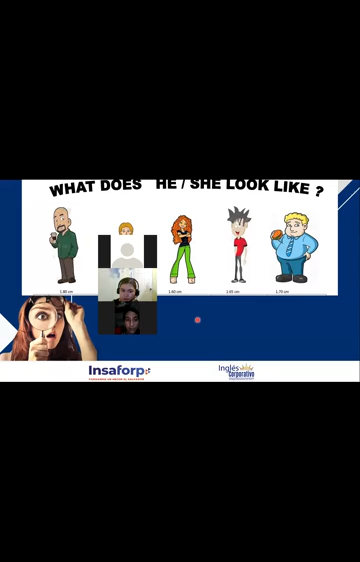 WHAT DOES HE / SHE LOOK LIKE ?
1.80 cm
1.60 cm
1.65 cm
1.70 cm
Insaforp
Inglés
Corporativo